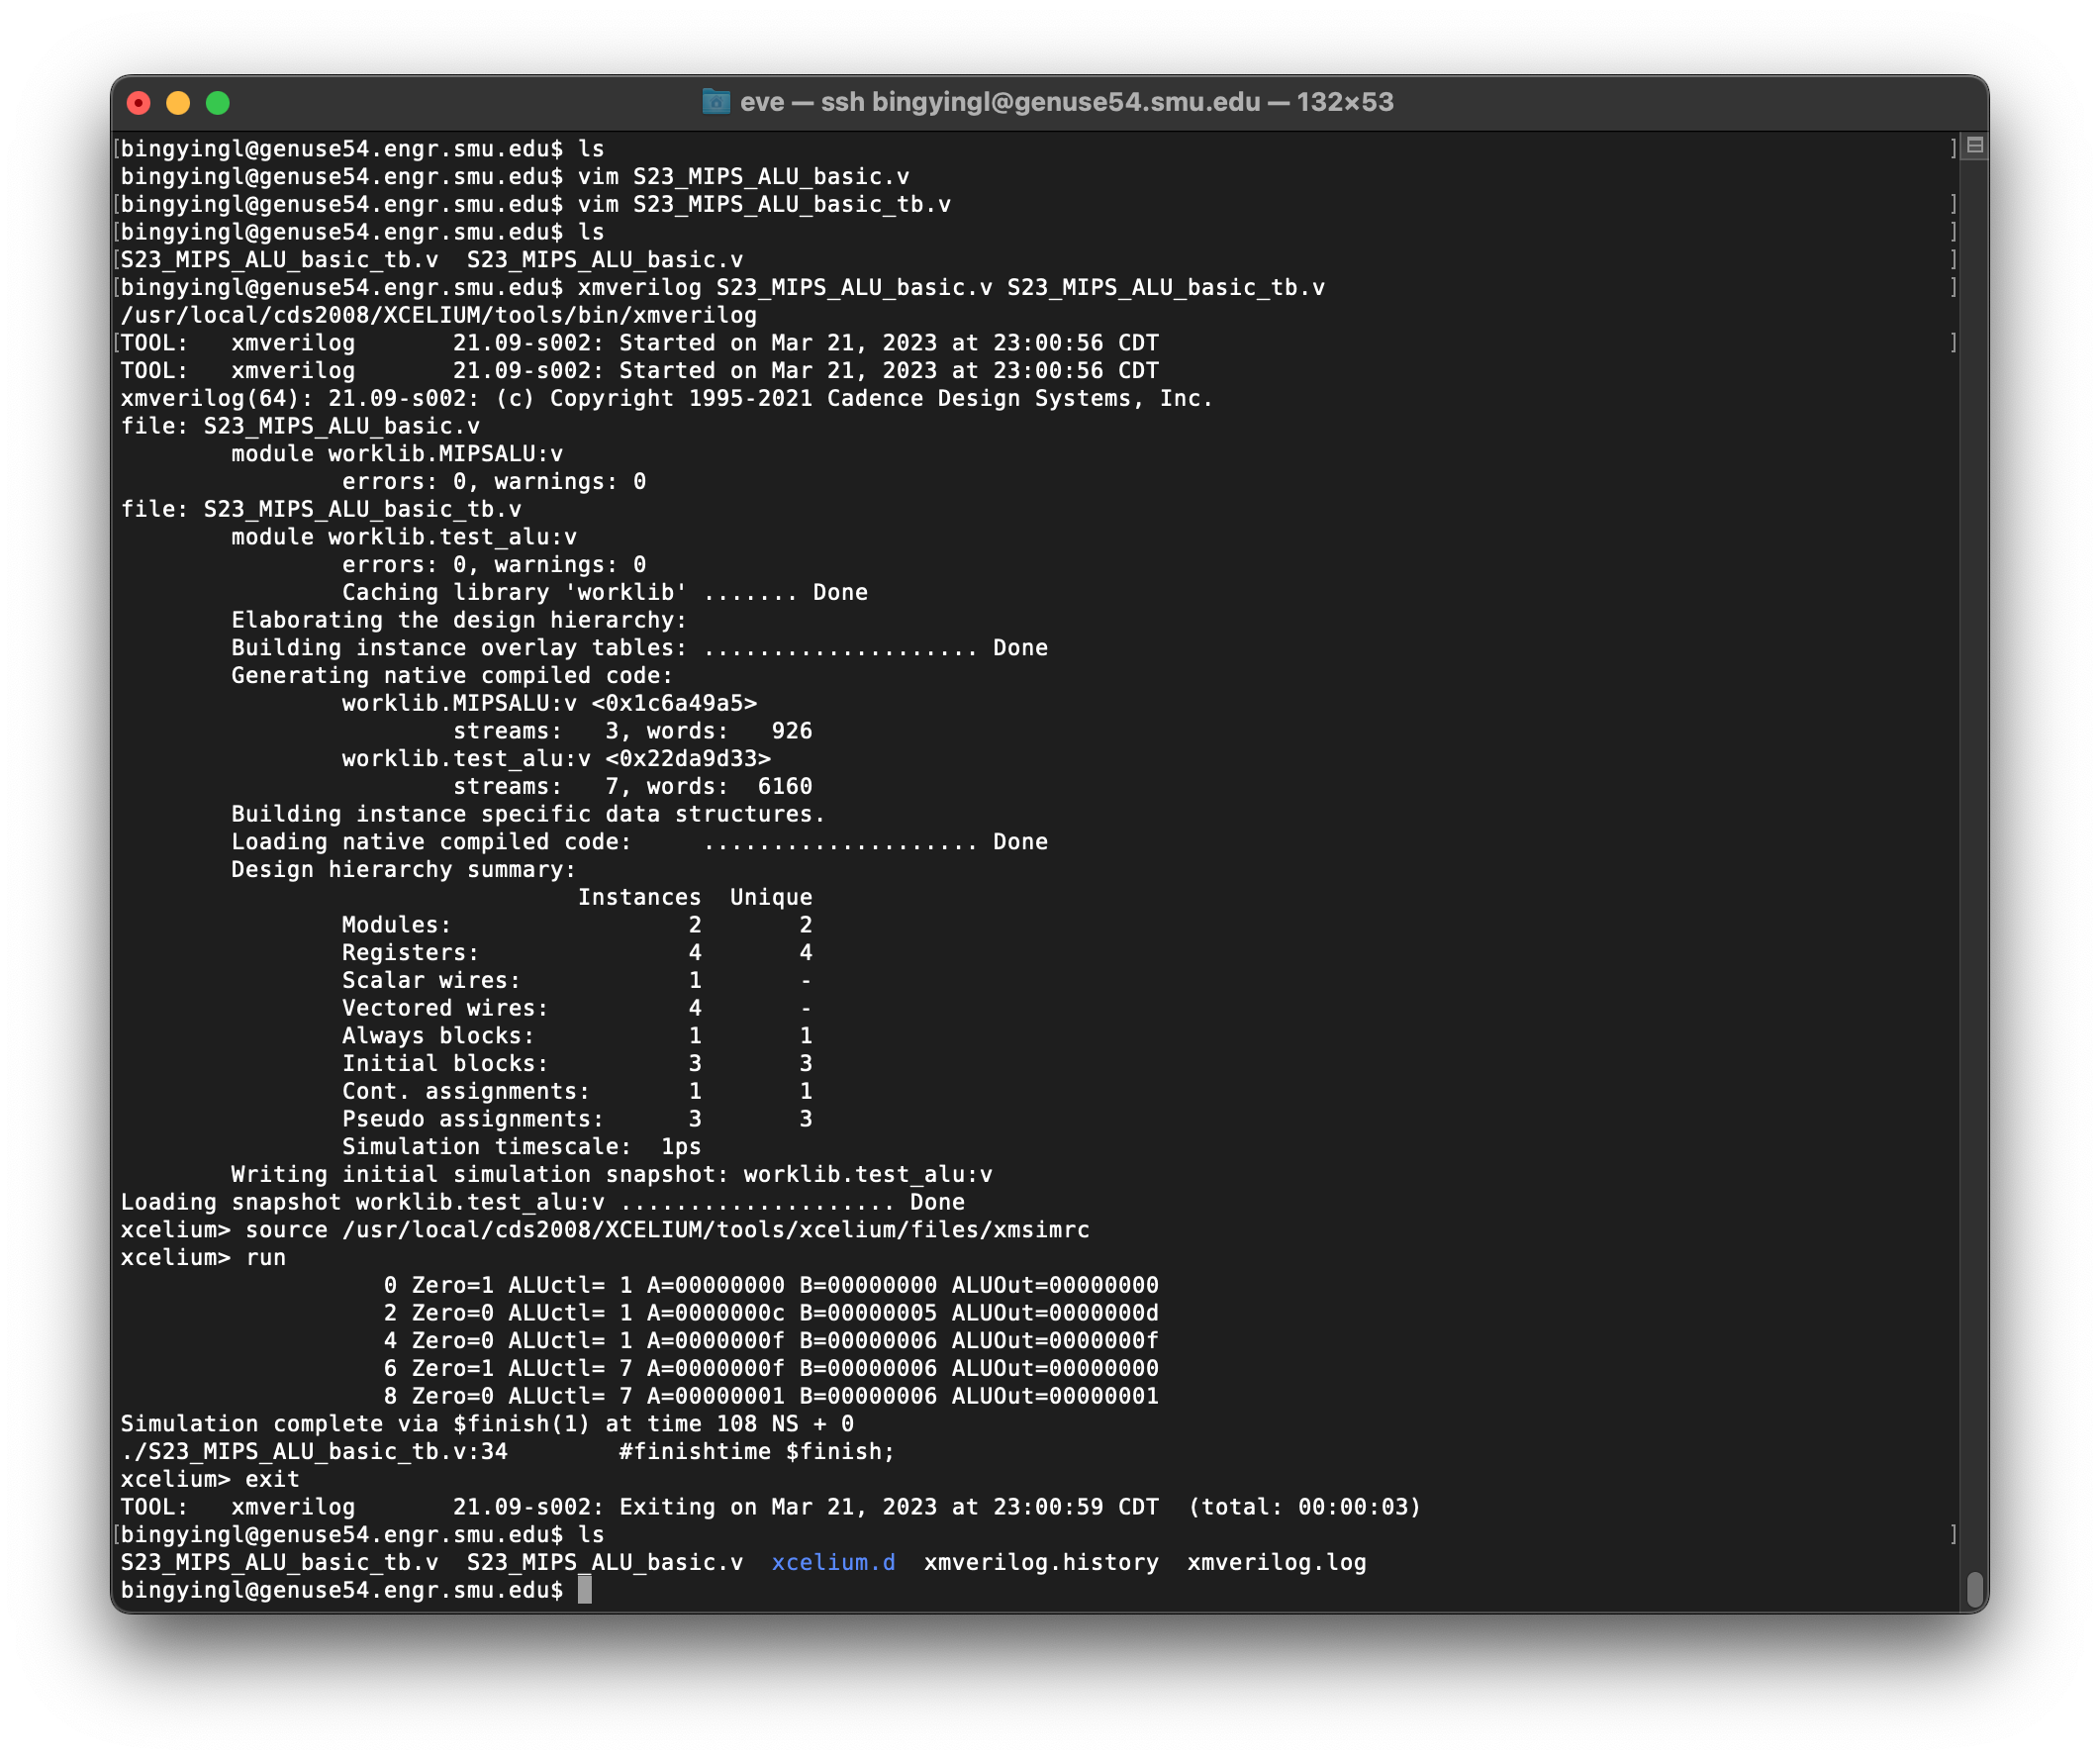 eve — ssh bingyingl@genuse54.smu.edu — 132×53
[bingyingl@genuse54.engr.smu.edu$ ls ]
bingyingl@genuse54.engr.smu.edu$ vim S23_MIPS_ALU_basic.v
[bingyingl@genuse54.engr.smu.edu$ vim S23_MIPS_ALU_basic_tb.v ]
[bingyingl@genuse54.engr.smu.edu$ ls ]
[S23_MIPS_ALU_basic_tb.v  S23_MIPS_ALU_basic.v ]
[bingyingl@genuse54.engr.smu.edu$ xmverilog S23_MIPS_ALU_basic.v S23_MIPS_ALU_basic_tb.v ]
/usr/local/cds2008/XCELIUM/tools/bin/xmverilog
[TOOL:   xmverilog       21.09-s002: Started on Mar 21, 2023 at 23:00:56 CDT ]
TOOL:   xmverilog       21.09-s002: Started on Mar 21, 2023 at 23:00:56 CDT
xmverilog(64): 21.09-s002: (c) Copyright 1995-2021 Cadence Design Systems, Inc.
file: S23_MIPS_ALU_basic.v
        module worklib.MIPSALU:v
                errors: 0, warnings: 0
file: S23_MIPS_ALU_basic_tb.v
        module worklib.test_alu:v
                errors: 0, warnings: 0
                Caching library 'worklib' ....... Done
        Elaborating the design hierarchy:
        Building instance overlay tables: .................... Done
        Generating native compiled code:
                worklib.MIPSALU:v <0x1c6a49a5>
                        streams:   3, words:   926
                worklib.test_alu:v <0x22da9d33>
                        streams:   7, words:  6160
        Building instance specific data structures.
        Loading native compiled code:     .................... Done
        Design hierarchy summary:
                                 Instances  Unique
                Modules:                 2       2
                Registers:               4       4
                Scalar wires:            1       -
                Vectored wires:          4       -
                Always blocks:           1       1
                Initial blocks:          3       3
                Cont. assignments:       1       1
                Pseudo assignments:      3       3
                Simulation timescale:  1ps
        Writing initial simulation snapshot: worklib.test_alu:v
Loading snapshot worklib.test_alu:v .................... Done
xcelium> source /usr/local/cds2008/XCELIUM/tools/xcelium/files/xmsimrc
xcelium> run
                   0 Zero=1 ALUctl= 1 A=00000000 B=00000000 ALUOut=00000000
                   2 Zero=0 ALUctl= 1 A=0000000c B=00000005 ALUOut=0000000d
                   4 Zero=0 ALUctl= 1 A=0000000f B=00000006 ALUOut=0000000f
                   6 Zero=1 ALUctl= 7 A=0000000f B=00000006 ALUOut=00000000
                   8 Zero=0 ALUctl= 7 A=00000001 B=00000006 ALUOut=00000001
Simulation complete via $finish(1) at time 108 NS + 0
./S23_MIPS_ALU_basic_tb.v:34        #finishtime $finish;
xcelium> exit
TOOL:   xmverilog       21.09-s002: Exiting on Mar 21, 2023 at 23:00:59 CDT  (total: 00:00:03)
[bingyingl@genuse54.engr.smu.edu$ ls ]
S23_MIPS_ALU_basic_tb.v  S23_MIPS_ALU_basic.v  xcelium.d  xmverilog.history  xmverilog.log
bingyingl@genuse54.engr.smu.edu$